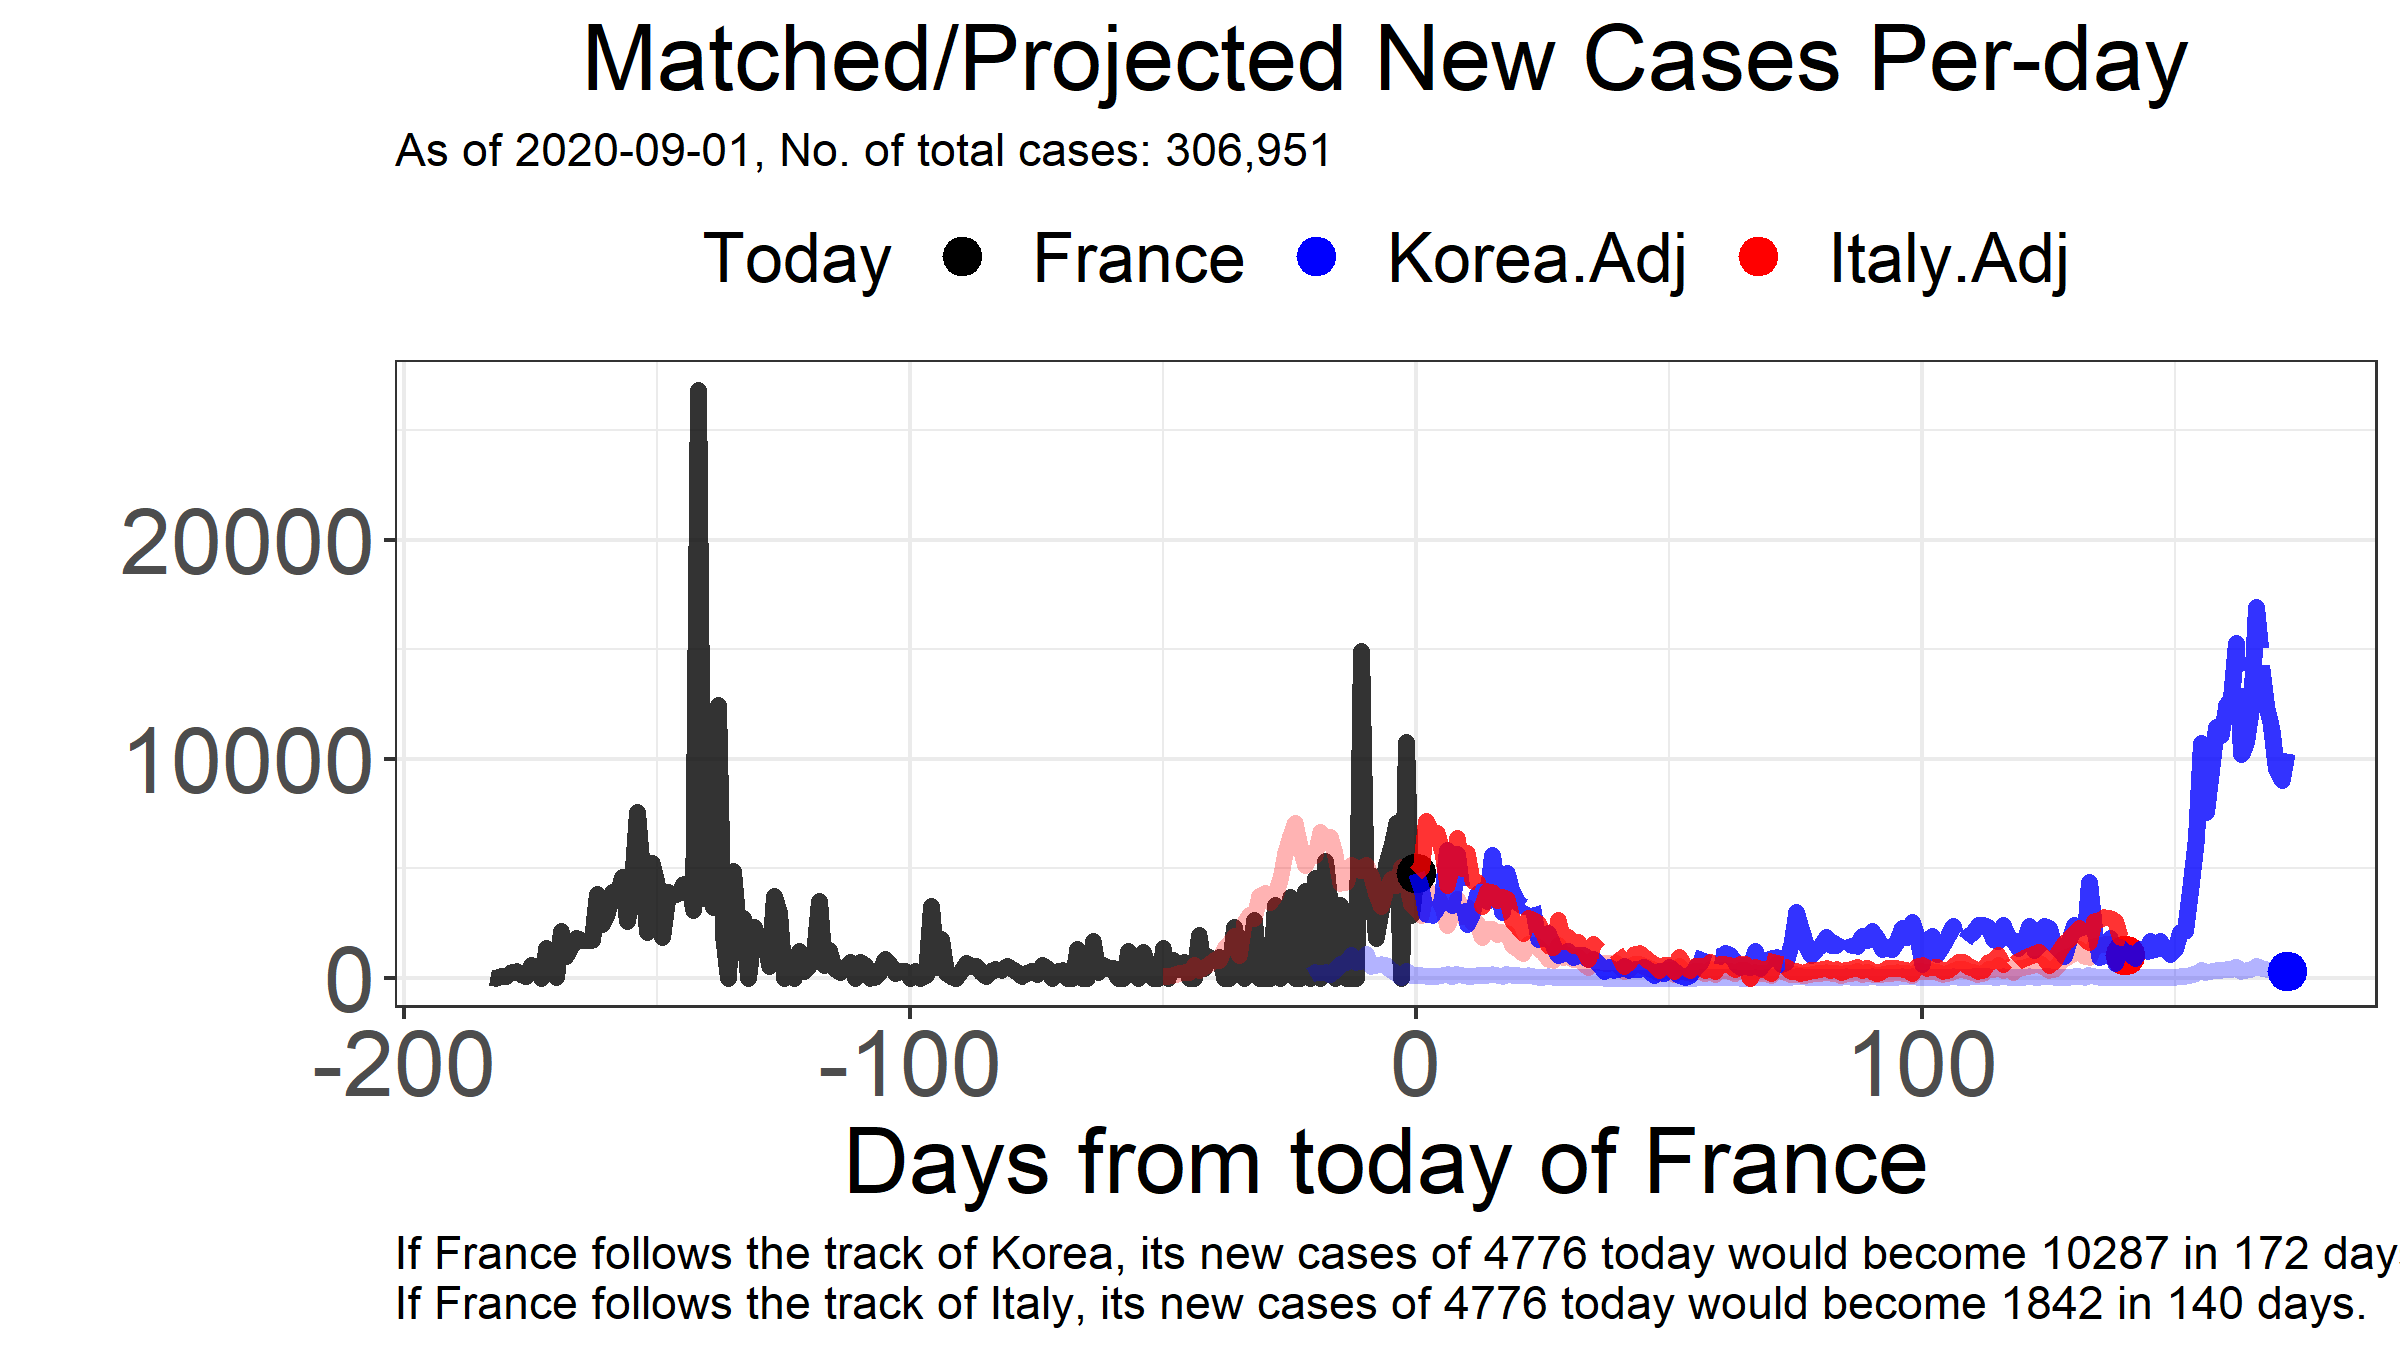 Matched/Projected New Cases Per-day
As of 2020-09-01, No. of total cases: 306,951
Today France Korea.Adj Italy.Adj
20000
10000
0
-200 -100 0 100
Days from today of France
If France follows the track of Korea, its new cases of 4776 today would become 10287 in 172 day
If France follows the track of Italy, its new cases of 4776 today would become 1842 in 140 days.